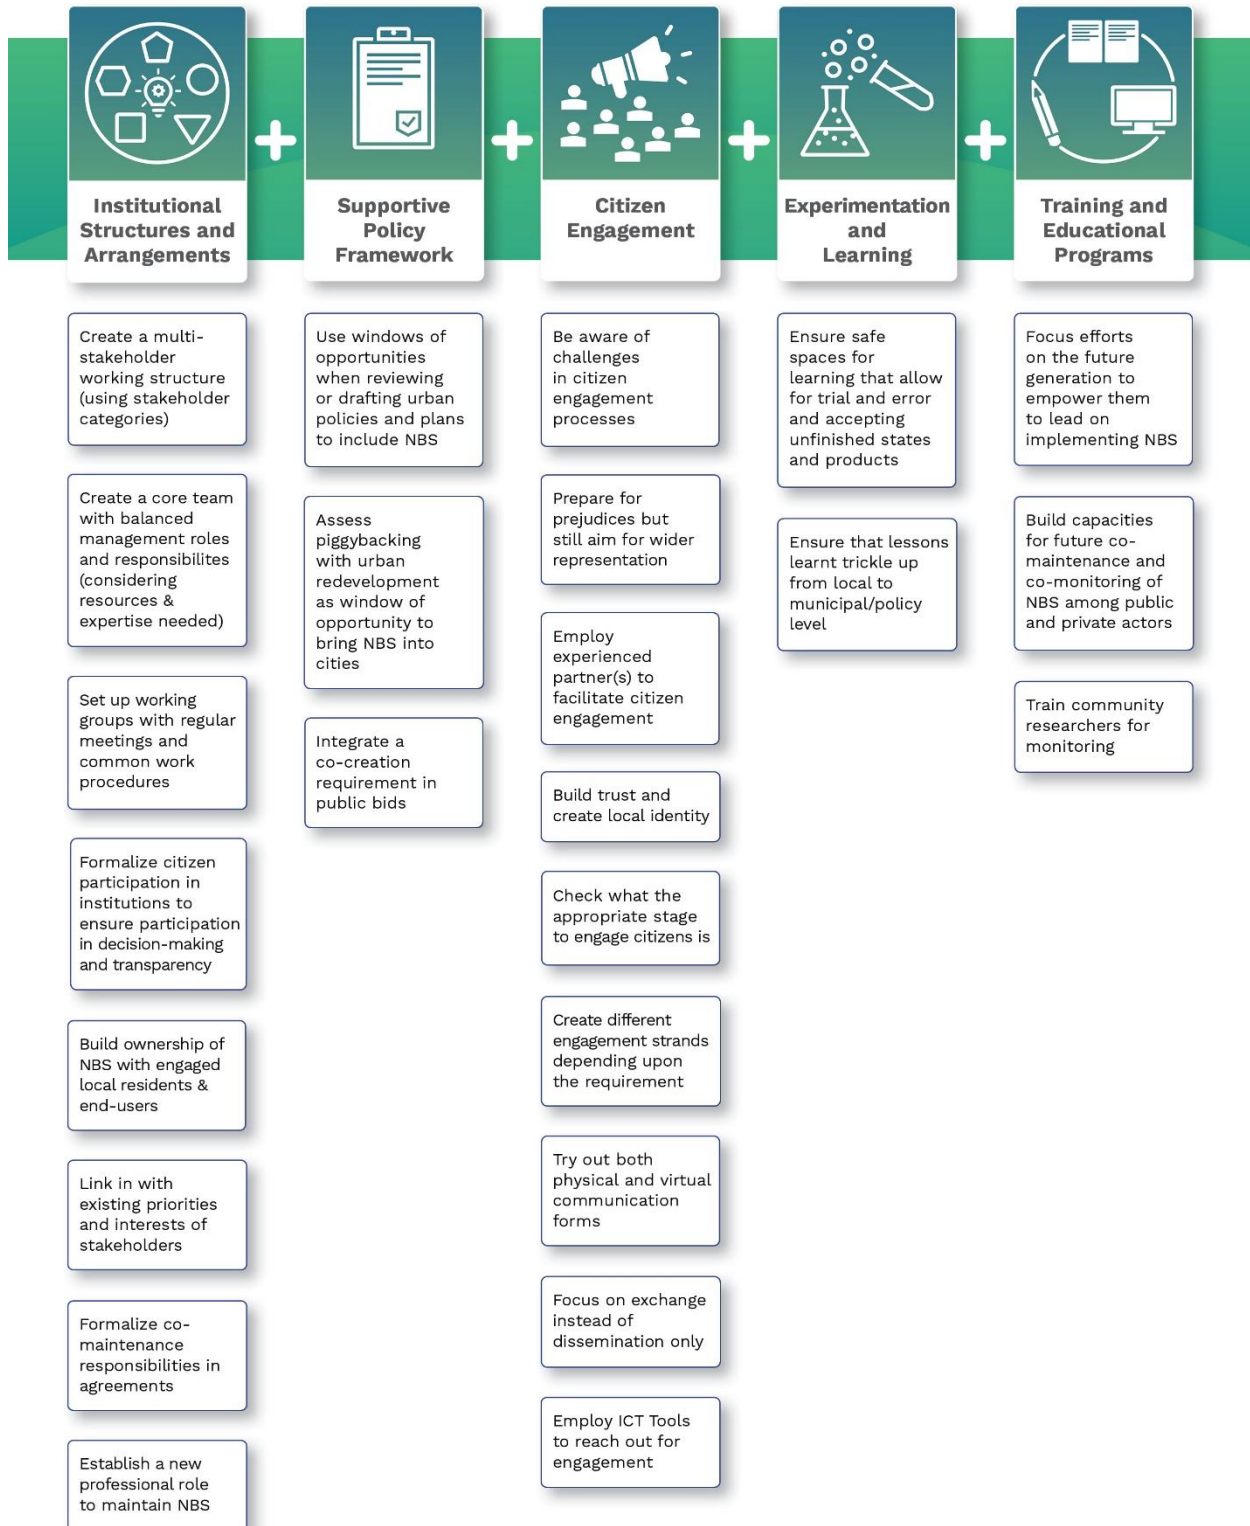 Institutional
Structures and
Arrangements
Create a multi-
stakeholder
working structure
(using stakeholder
categories)
Create a core team
with balanced
management roles
and responsibilites
(considering
resources &
expertise needed)
Set up working
groups with regular
meetings and
common work
procedures
Formalize citizen
participation in
institutions to
ensure participation
in decision-making
and transparency
Build ownership of
NBS with engaged
local residents &
end-users
Link in with
existing priorities
and interests of
stakeholders
Formalize co-
maintenance
responsibilities in
agreements
Establish a new
professional role
to maintain NBS
Supportive
Policy
Framework
Use windows of
opportunities
when reviewing
or drafting urban
policies and plans
to include NBS
Assess
piggybacking
with urban
redevelopment
as window of
opportunity to
bring NBS into
cities
Integrate a
co-creation
requirement in
public bids
Citizen
Engagement
Be aware of
challenges
in citizen
engagement
processes
Prepare for
prejudices but
still aim for wider
representation
Employ
experienced
partner(s) to
facilitate citizen
engagement
Build trust and
create local identity
Check what the
appropriate stage
to engage citizens is
Create different
engagement strands
depending upon
the requirement
Try out both
physical and virtual
communication
forms
Focus on exchange
instead of
dissemination only
Employ ICT Tools
to reach out for
engagement
Experimentation
and
Learning
Ensure safe
spaces for
learning that allow
for trial and error
and accepting
unfinished states
and products
Ensure that lessons
learnt trickle up
from local to
municipal/policy
level
Training and
Educational
Programs
Focus efforts
on the future
generation to
empower them
to lead on
implementing NBS
Build capacities
for future co-
maintenance and
co-monitoring of
NBS among public
and private actors
Train community
researchers for
monitoring